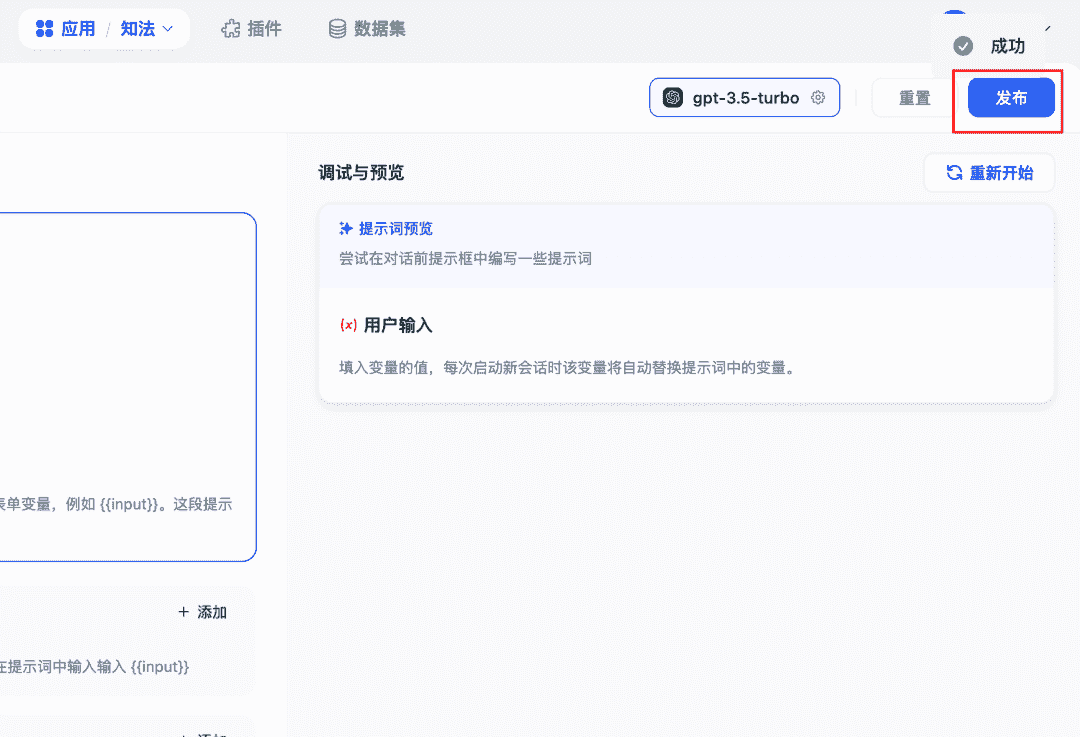 应用 / 知法
插件
数据集
成功
gpt-3.5-turbo
重置
发布
调试与预览
重新开始
提示词预览
尝试在对话前提示框中编写一些提示词
(x) 用户输入
填入变量的值，每次启动新会话时该变量将自动替换提示词中的变量。
表单变量，例如 {{input}}。这段提示
+ 添加
在提示词中输入输入 {{input}}